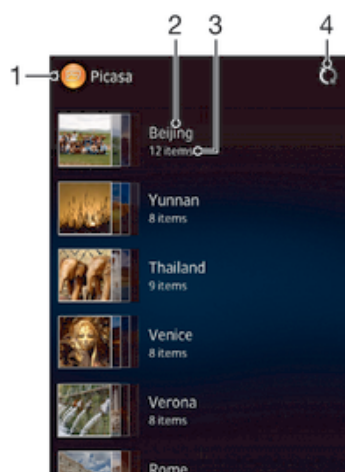 2 3 4
1 Picasa
Beijing
12 items
Yunnan
8 items
Thailand
9 items
Venice
8 items
Verona
8 items
Rome